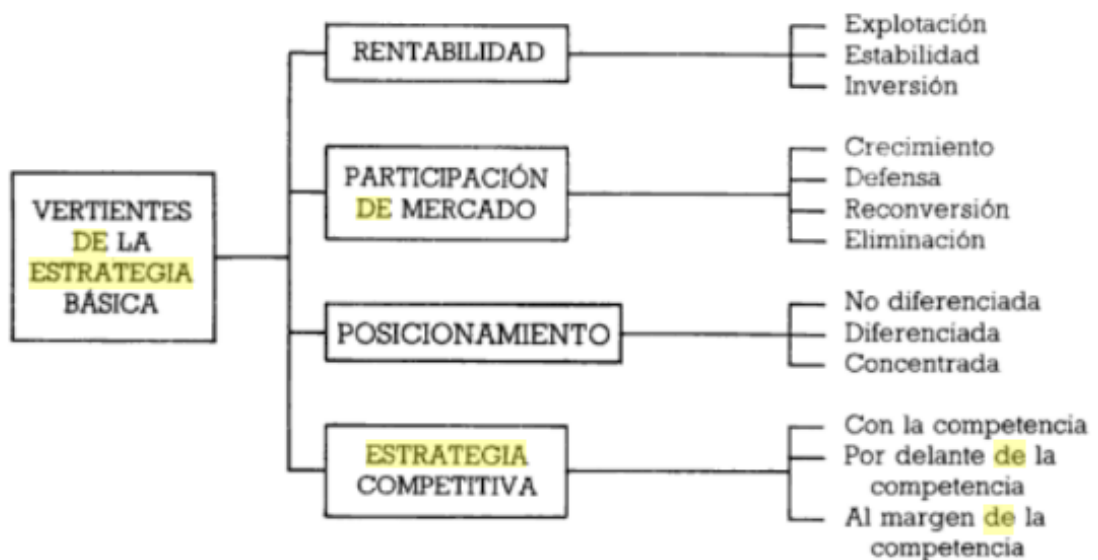 VERTIENTES
DE LA
ESTRATEGIA
BÁSICA
RENTABILIDAD
Explotación
Estabilidad
Inversión
PARTICIPACIÓN
DE MERCADO
Crecimiento
Defensa
Reconversión
Eliminación
POSICIONAMIENTO
No diferenciada
Diferenciada
Concentrada
ESTRATEGIA
COMPETITIVA
Con la competencia
Por delante de la
competencia
Al margen de la
competencia